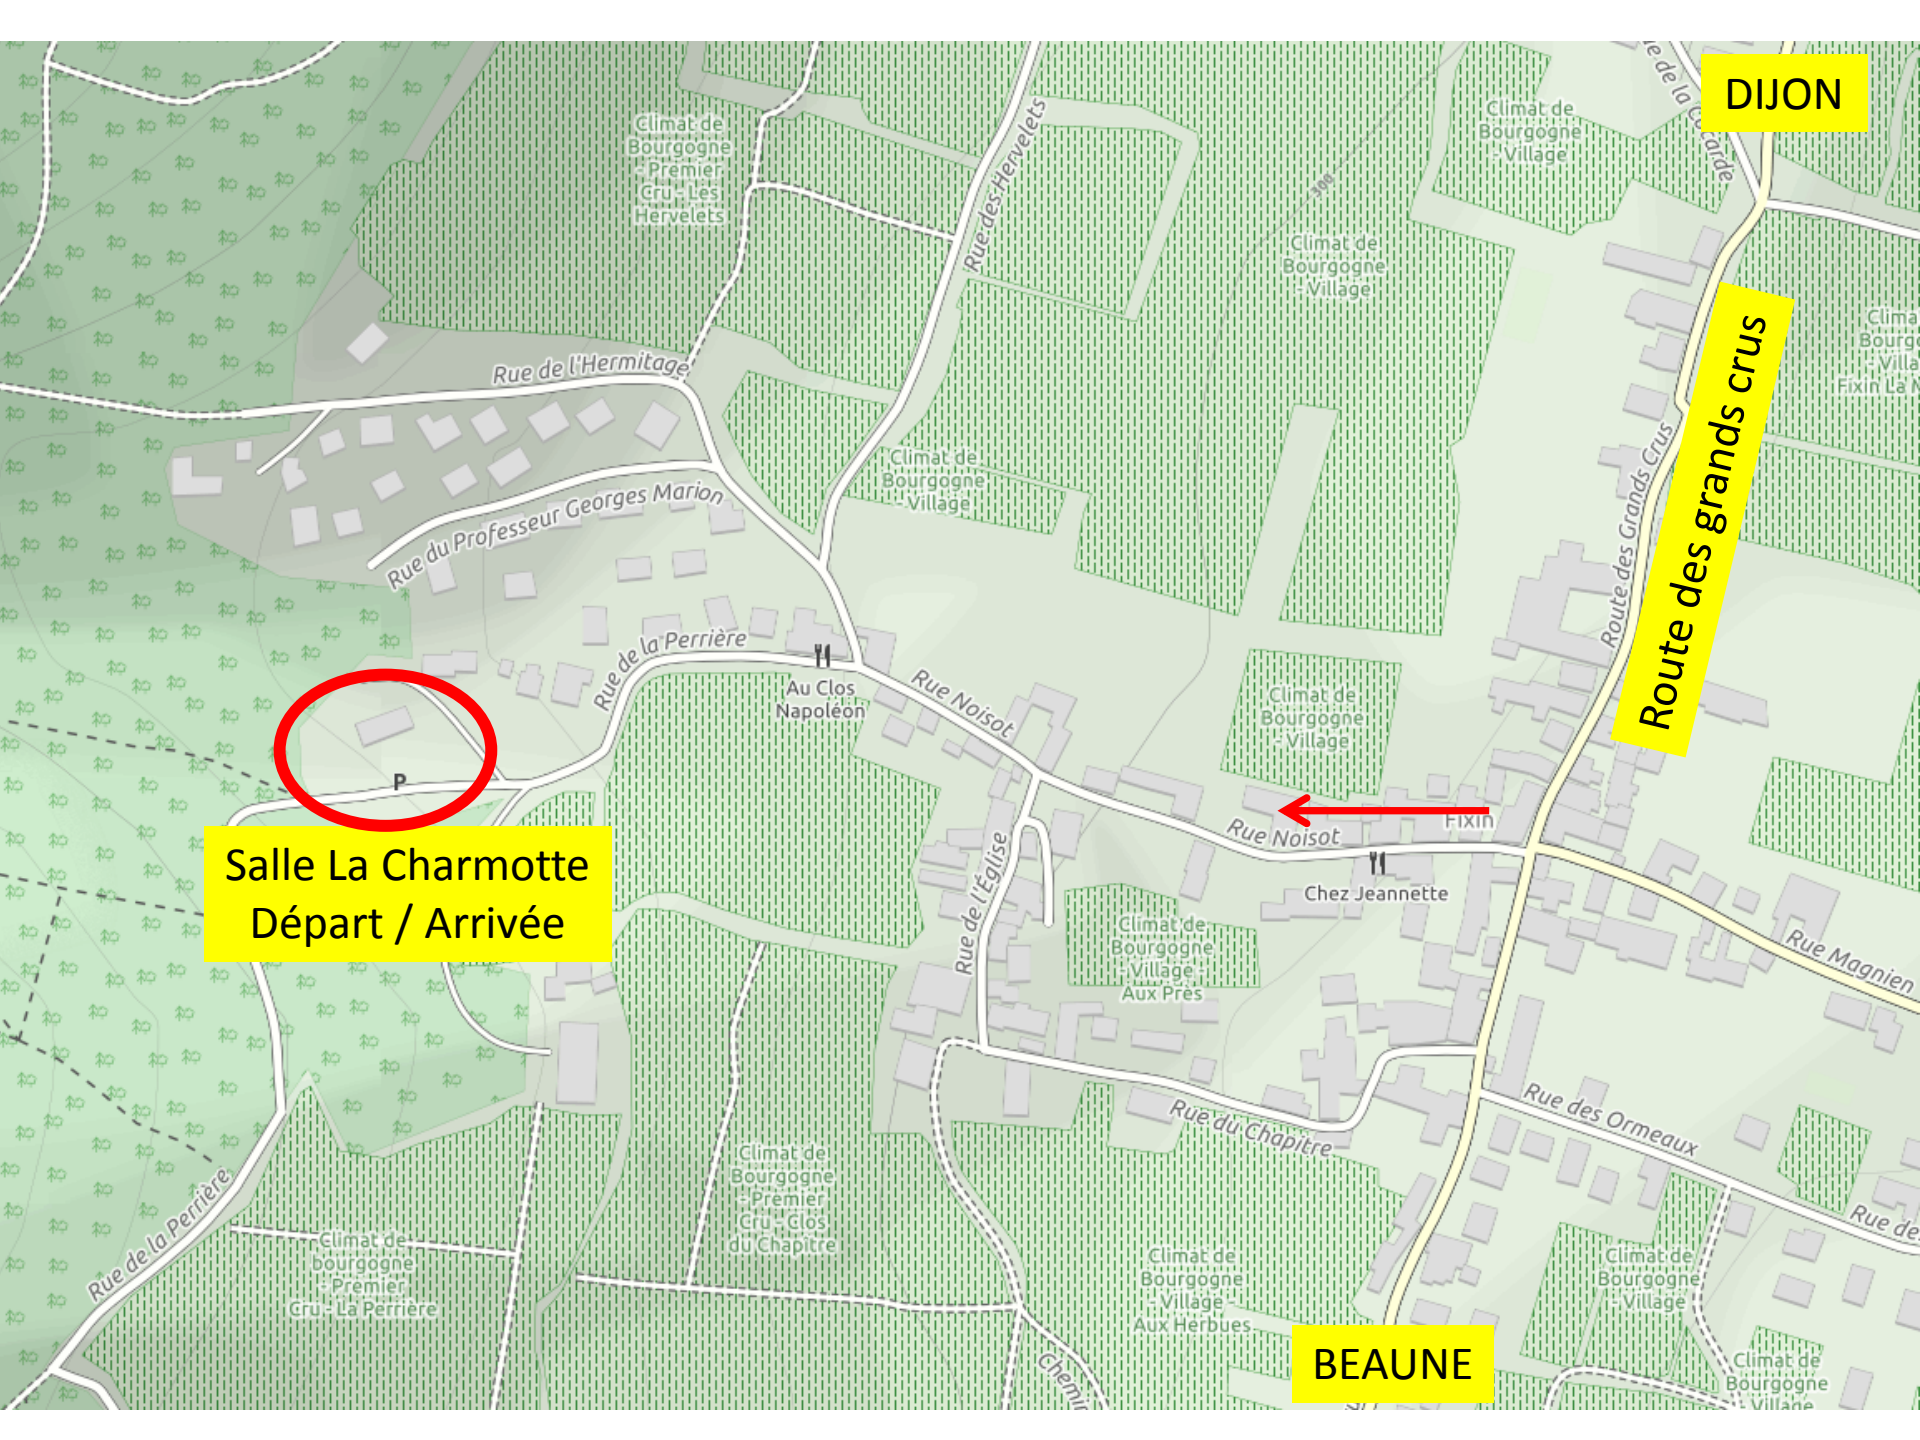 DIJON
Rue des Hervelets
Climat de
Bourgogne
- Premier
Cru - Les
Hervelets
Climat de
Bourgogne
- Village
300
Climat de
Bourgogne
- Village
Rue de l'Hermitage
Route des grands crus
Route des Grands Crus
Climat de
Bourgogne
- Village
Rue du Professeur Georges Marion
Rue de la Perrière
Au Clos
Napoléon
Rue Noisot
Climat de
Bourgogne
- Village
P
Fixin
Rue Noisot
Chez Jeannette
Salle La Charmotte
Départ / Arrivée
Rue de l'Église
Climat de
Bourgogne
- Village -
Aux Prés
Rue Magnien
Rue du Chapitre
Rue des Ormeaux
Climat de
Bourgogne
- Premier
Cru - Clos
du Chapitre
Rue de la Perrière
Climat de
bourgogne
- Premier
Cru - La Perrière
Climat de
Bourgogne
- Village -
Aux Herbues
Climat de
Bourgogne
- Village
Rue de
BEAUNE
Climat de
Bourgogne
- Village